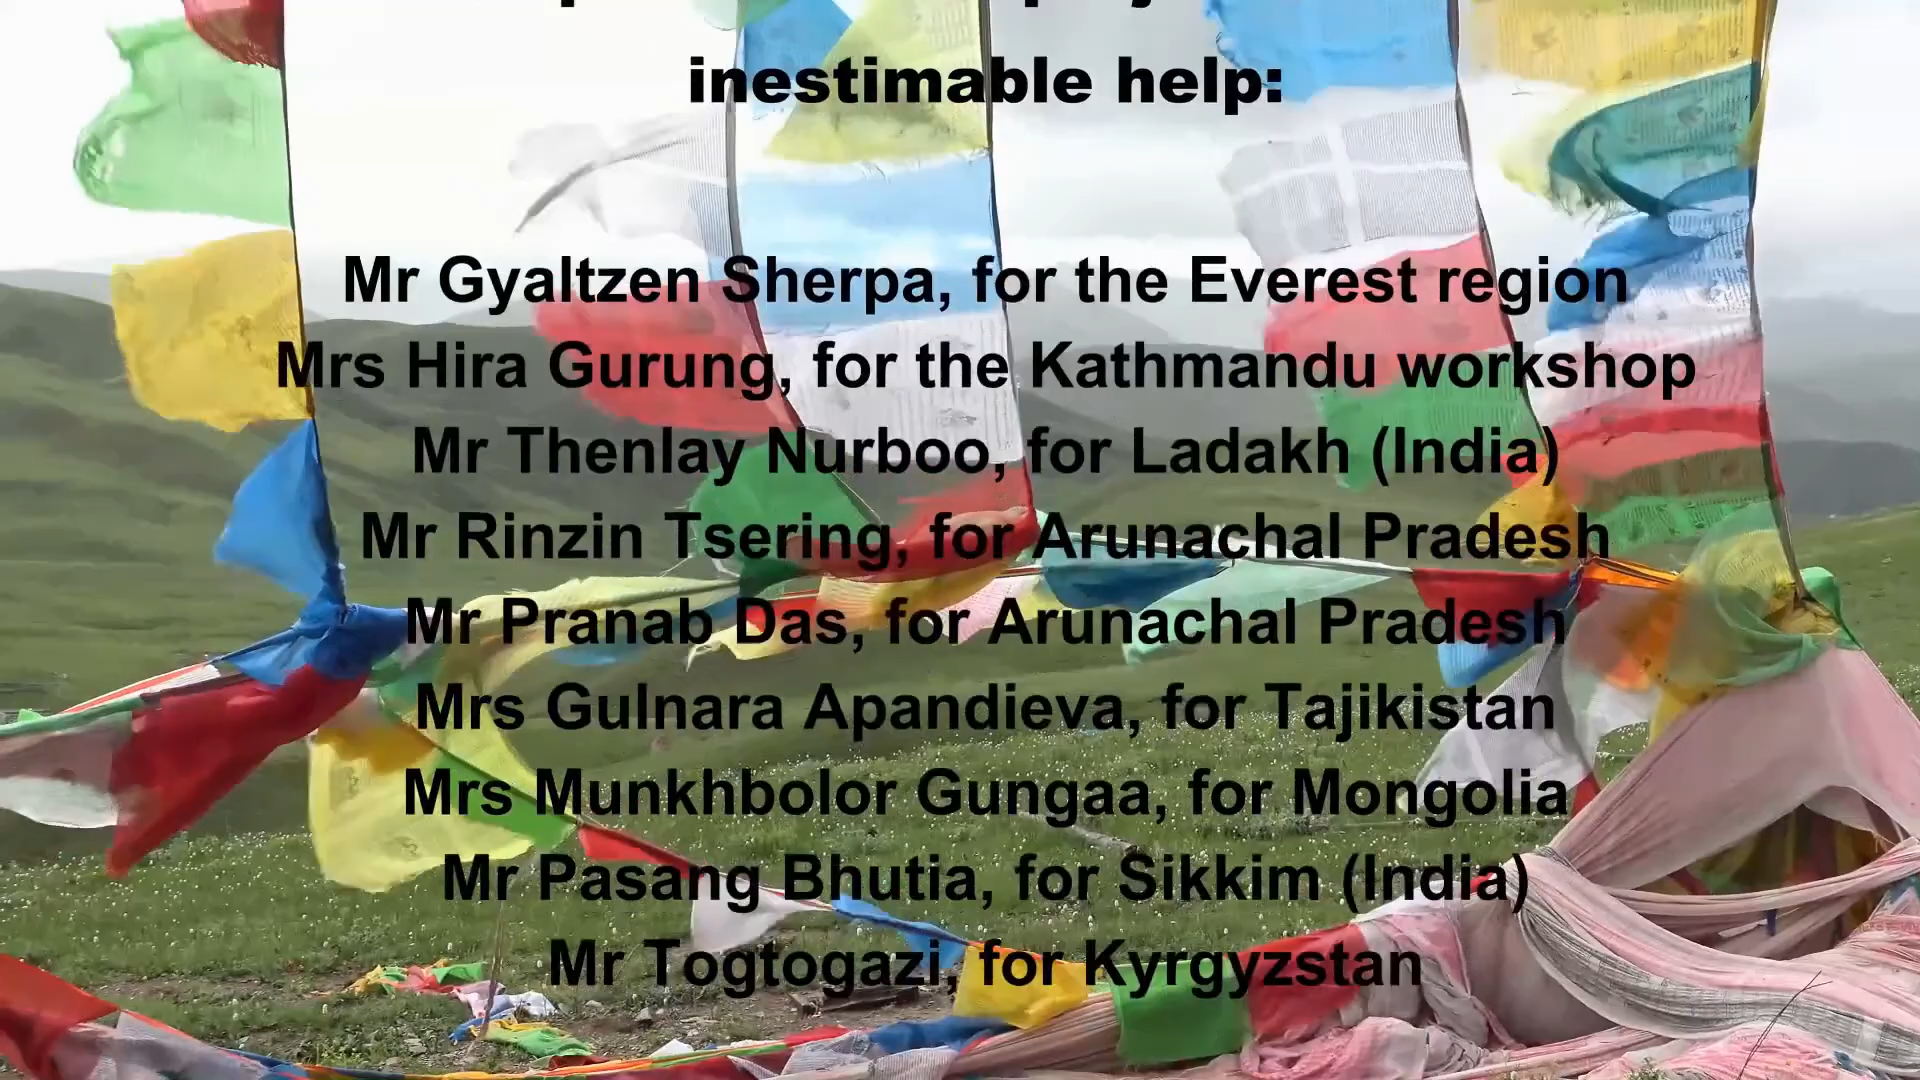 inestimable help:
Mr Gyaltzen Sherpa, for the Everest region
Mrs Hira Gurung, for the Kathmandu workshop
Mr Thenlay Nurboo, for Ladakh (India)
Mr Rinzin Tsering, for Arunachal Pradesh
Mr Pranab Das, for Arunachal Pradesh
Mrs Gulnara Apandieva, for Tajikistan
Mrs Munkhbolor Gungaa, for Mongolia
Mr Pasang Bhutia, for Sikkim (India)
Mr Togtogazi, for Kyrgyzstan